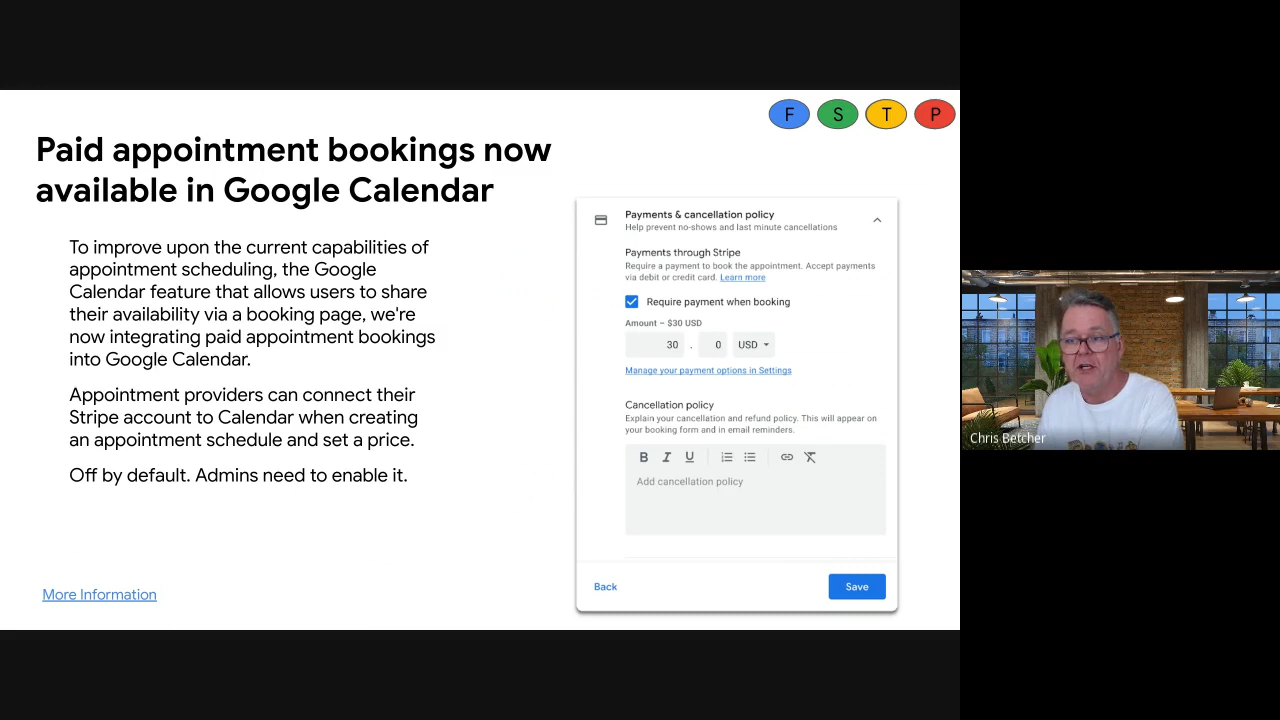 F S T P
Paid appointment bookings now
available in Google Calendar
To improve upon the current capabilities of
appointment scheduling, the Google
Calendar feature that allows users to share
their availability via a booking page, we're
now integrating paid appointment bookings
into Google Calendar.
Appointment providers can connect their
Stripe account to Calendar when creating
an appointment schedule and set a price.
Off by default. Admins need to enable it.
More Information
Payments & cancellation policy
Help prevent no-shows and last minute cancellations
Payments through Stripe
Require a payment to book the appointment. Accept payments
via debit or credit card. Learn more
Require payment when booking
Amount – $30 USD
30 . 0 USD
Manage your payment options in Settings
Cancellation policy
Explain your cancellation and refund policy. This will appear on
your booking form and in email reminders.
B I U
Add cancellation policy
Back Save
Chris Betcher